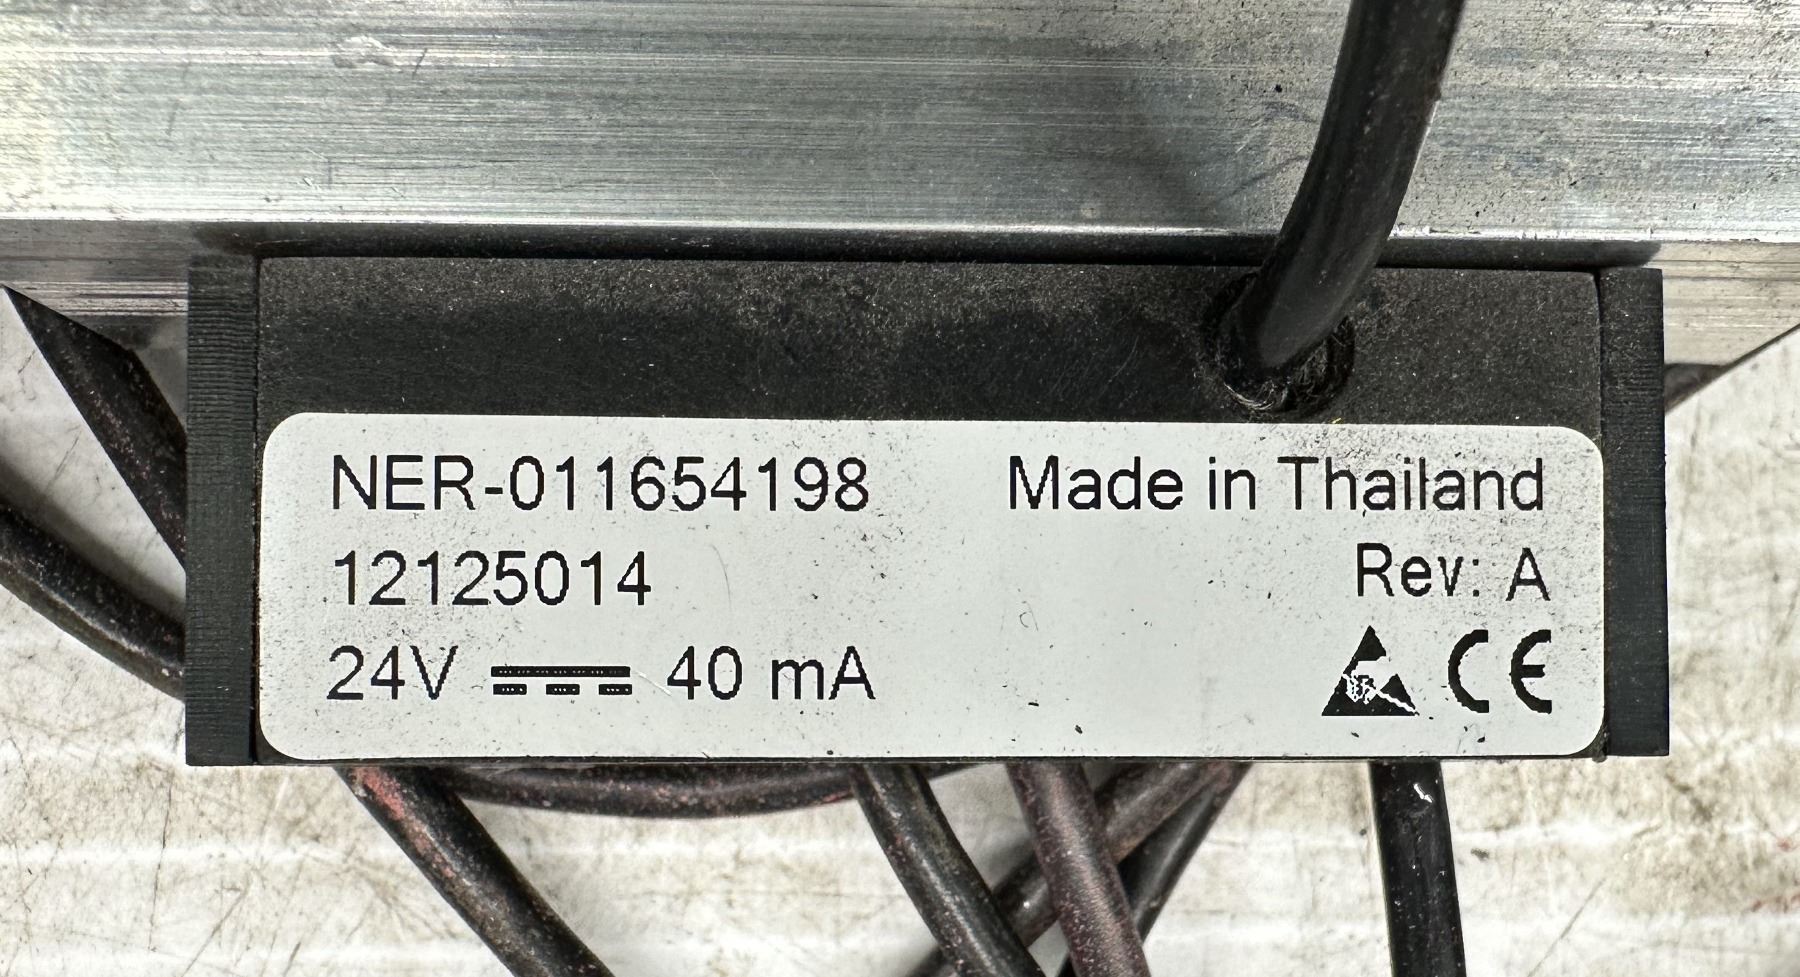 NER-011654198 Made in Thailand
12125014 Rev: A
24V 40 mA CE